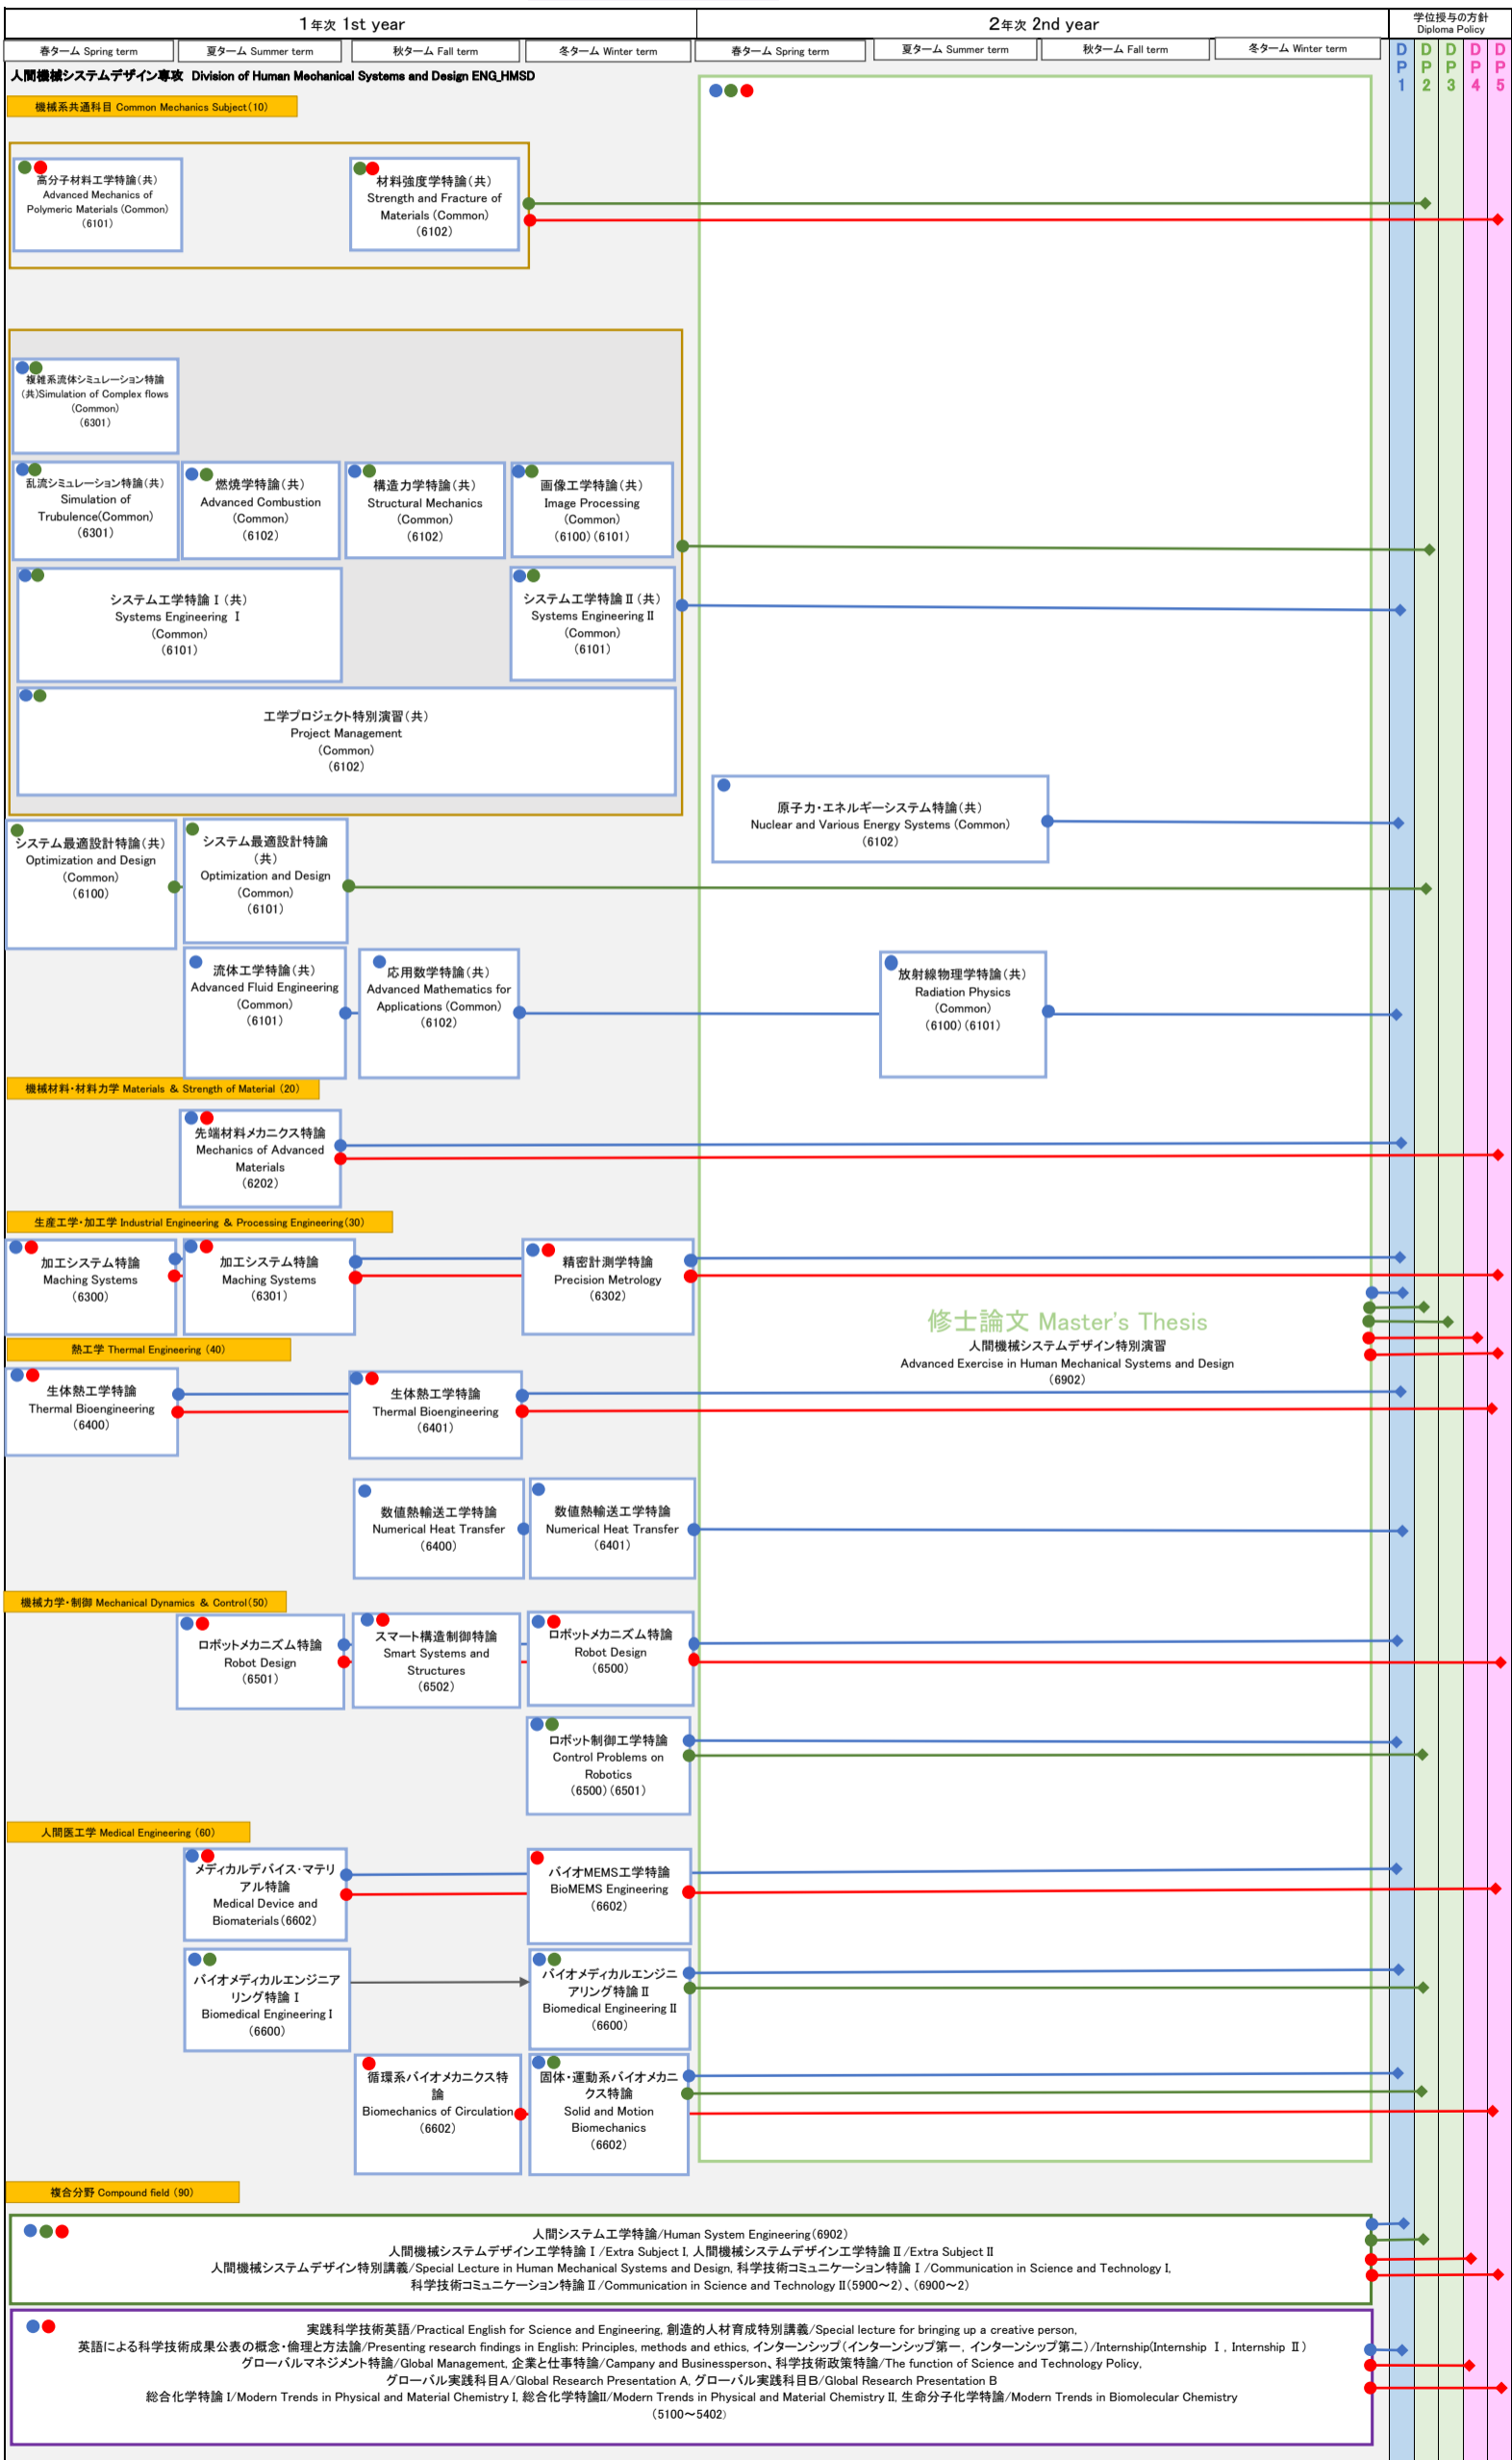 1年次 1st year
2年次 2nd year
学位授与の方針
Diploma Policy
春ターム Spring term
夏ターム Summer term
秋ターム Fall term
冬ターム Winter term
春ターム Spring term
夏ターム Summer term
秋ターム Fall term
冬ターム Winter term
DP1
DP2
DP3
DP4
DP5
人間機械システムデザイン専攻 Division of Human Mechanical Systems and Design ENG_HMSD
機械系共通科目 Common Mechanics Subject(10)
高分子材料工学特論(共)
Advanced Mechanics of
Polymeric Materials (Common)
(6101)
材料強度学特論(共)
Strength and Fracture of
Materials (Common)
(6102)
複雑系流体シミュレーション特論
(共)Simulation of Complex flows
(Common)
(6301)
乱流シミュレーション特論(共)
Simulation of
Trubulence(Common)
(6301)
燃焼学特論(共)
Advanced Combustion
(Common)
(6102)
構造力学特論(共)
Structural Mechanics
(Common)
(6102)
画像工学特論(共)
Image Processing
(Common)
(6100)(6101)
システム工学特論Ⅰ(共)
Systems Engineering Ⅰ
(Common)
(6101)
システム工学特論Ⅱ(共)
Systems Engineering Ⅱ
(Common)
(6101)
工学プロジェクト特別演習(共)
Project Management
(Common)
(6102)
原子力・エネルギーシステム特論(共)
Nuclear and Various Energy Systems (Common)
(6102)
システム最適設計特論(共)
Optimization and Design
(Common)
(6100)
システム最適設計特論
(共)
Optimization and Design
(Common)
(6101)
流体工学特論(共)
Advanced Fluid Engineering
(Common)
(6101)
応用数学特論(共)
Advanced Mathematics for
Applications (Common)
(6102)
放射線物理学特論(共)
Radiation Physics
(Common)
(6100)(6101)
機械材料・材料力学 Materials & Strength of Material (20)
先端材料メカニクス特論
Mechanics of Advanced
Materials
(6202)
生産工学・加工学 Industrial Engineering & Processing Engineering(30)
加工システム特論
Maching Systems
(6300)
加工システム特論
Maching Systems
(6301)
精密計測学特論
Precision Metrology
(6302)
修士論文 Master's Thesis
人間機械システムデザイン特別演習
Advanced Exercise in Human Mechanical Systems and Design
(6902)
熱工学 Thermal Engineering (40)
生体熱工学特論
Thermal Bioengineering
(6400)
生体熱工学特論
Thermal Bioengineering
(6401)
数値熱輸送工学特論
Numerical Heat Transfer
(6400)
数値熱輸送工学特論
Numerical Heat Transfer
(6401)
機械力学・制御 Mechanical Dynamics & Control(50)
ロボットメカニズム特論
Robot Design
(6501)
スマート構造制御特論
Smart Systems and
Structures
(6502)
ロボットメカニズム特論
Robot Design
(6500)
ロボット制御工学特論
Control Problems on
Robotics
(6500)(6501)
人間医工学 Medical Engineering (60)
メディカルデバイス・マテリ
アル特論
Medical Device and
Biomaterials(6602)
バイオMEMS工学特論
BioMEMS Engineering
(6602)
バイオメディカルエンジニア
リング特論Ⅰ
Biomedical Engineering Ⅰ
(6600)
バイオメディカルエンジニ
アリング特論Ⅱ
Biomedical Engineering Ⅱ
(6600)
循環系バイオメカニクス特
論
Biomechanics of Circulation
(6602)
固体・運動系バイオメカニ
クス特論
Solid and Motion
Biomechanics
(6602)
複合分野 Compound field (90)
人間システム工学特論/Human System Engineering(6902)
人間機械システムデザイン工学特論Ⅰ/Extra Subject Ⅰ, 人間機械システムデザイン工学特論Ⅱ/Extra Subject Ⅱ
人間機械システムデザイン特別講義/Special Lecture in Human Mechanical Systems and Design, 科学技術コミュニケーション特論Ⅰ/Communication in Science and Technology Ⅰ,
科学技術コミュニケーション特論Ⅱ/Communication in Science and Technology Ⅱ(5900〜2)、(6900〜2)
実践科学技術英語/Practical English for Science and Engineering, 創造的人材育成特別講義/Special lecture for bringing up a creative person,
英語による科学技術成果公表の概念・倫理と方法論/Presenting research findings in English: Principles, methods and ethics, インターンシップ(インターンシップ第一, インターンシップ第二)/Internship(Internship Ⅰ, Internship Ⅱ)
グローバルマネジメント特論/Global Management, 企業と仕事特論/Campany and Businessperson、科学技術政策特論/The function of Science and Technology Policy,
グローバル実践科目A/Global Research Presentation A, グローバル実践科目B/Global Research Presentation B
総合化学特論 I/Modern Trends in Physical and Material Chemistry I, 総合化学特論II/Modern Trends in Physical and Material Chemistry II, 生命分子化学特論/Modern Trends in Biomolecular Chemistry
(5100〜5402)